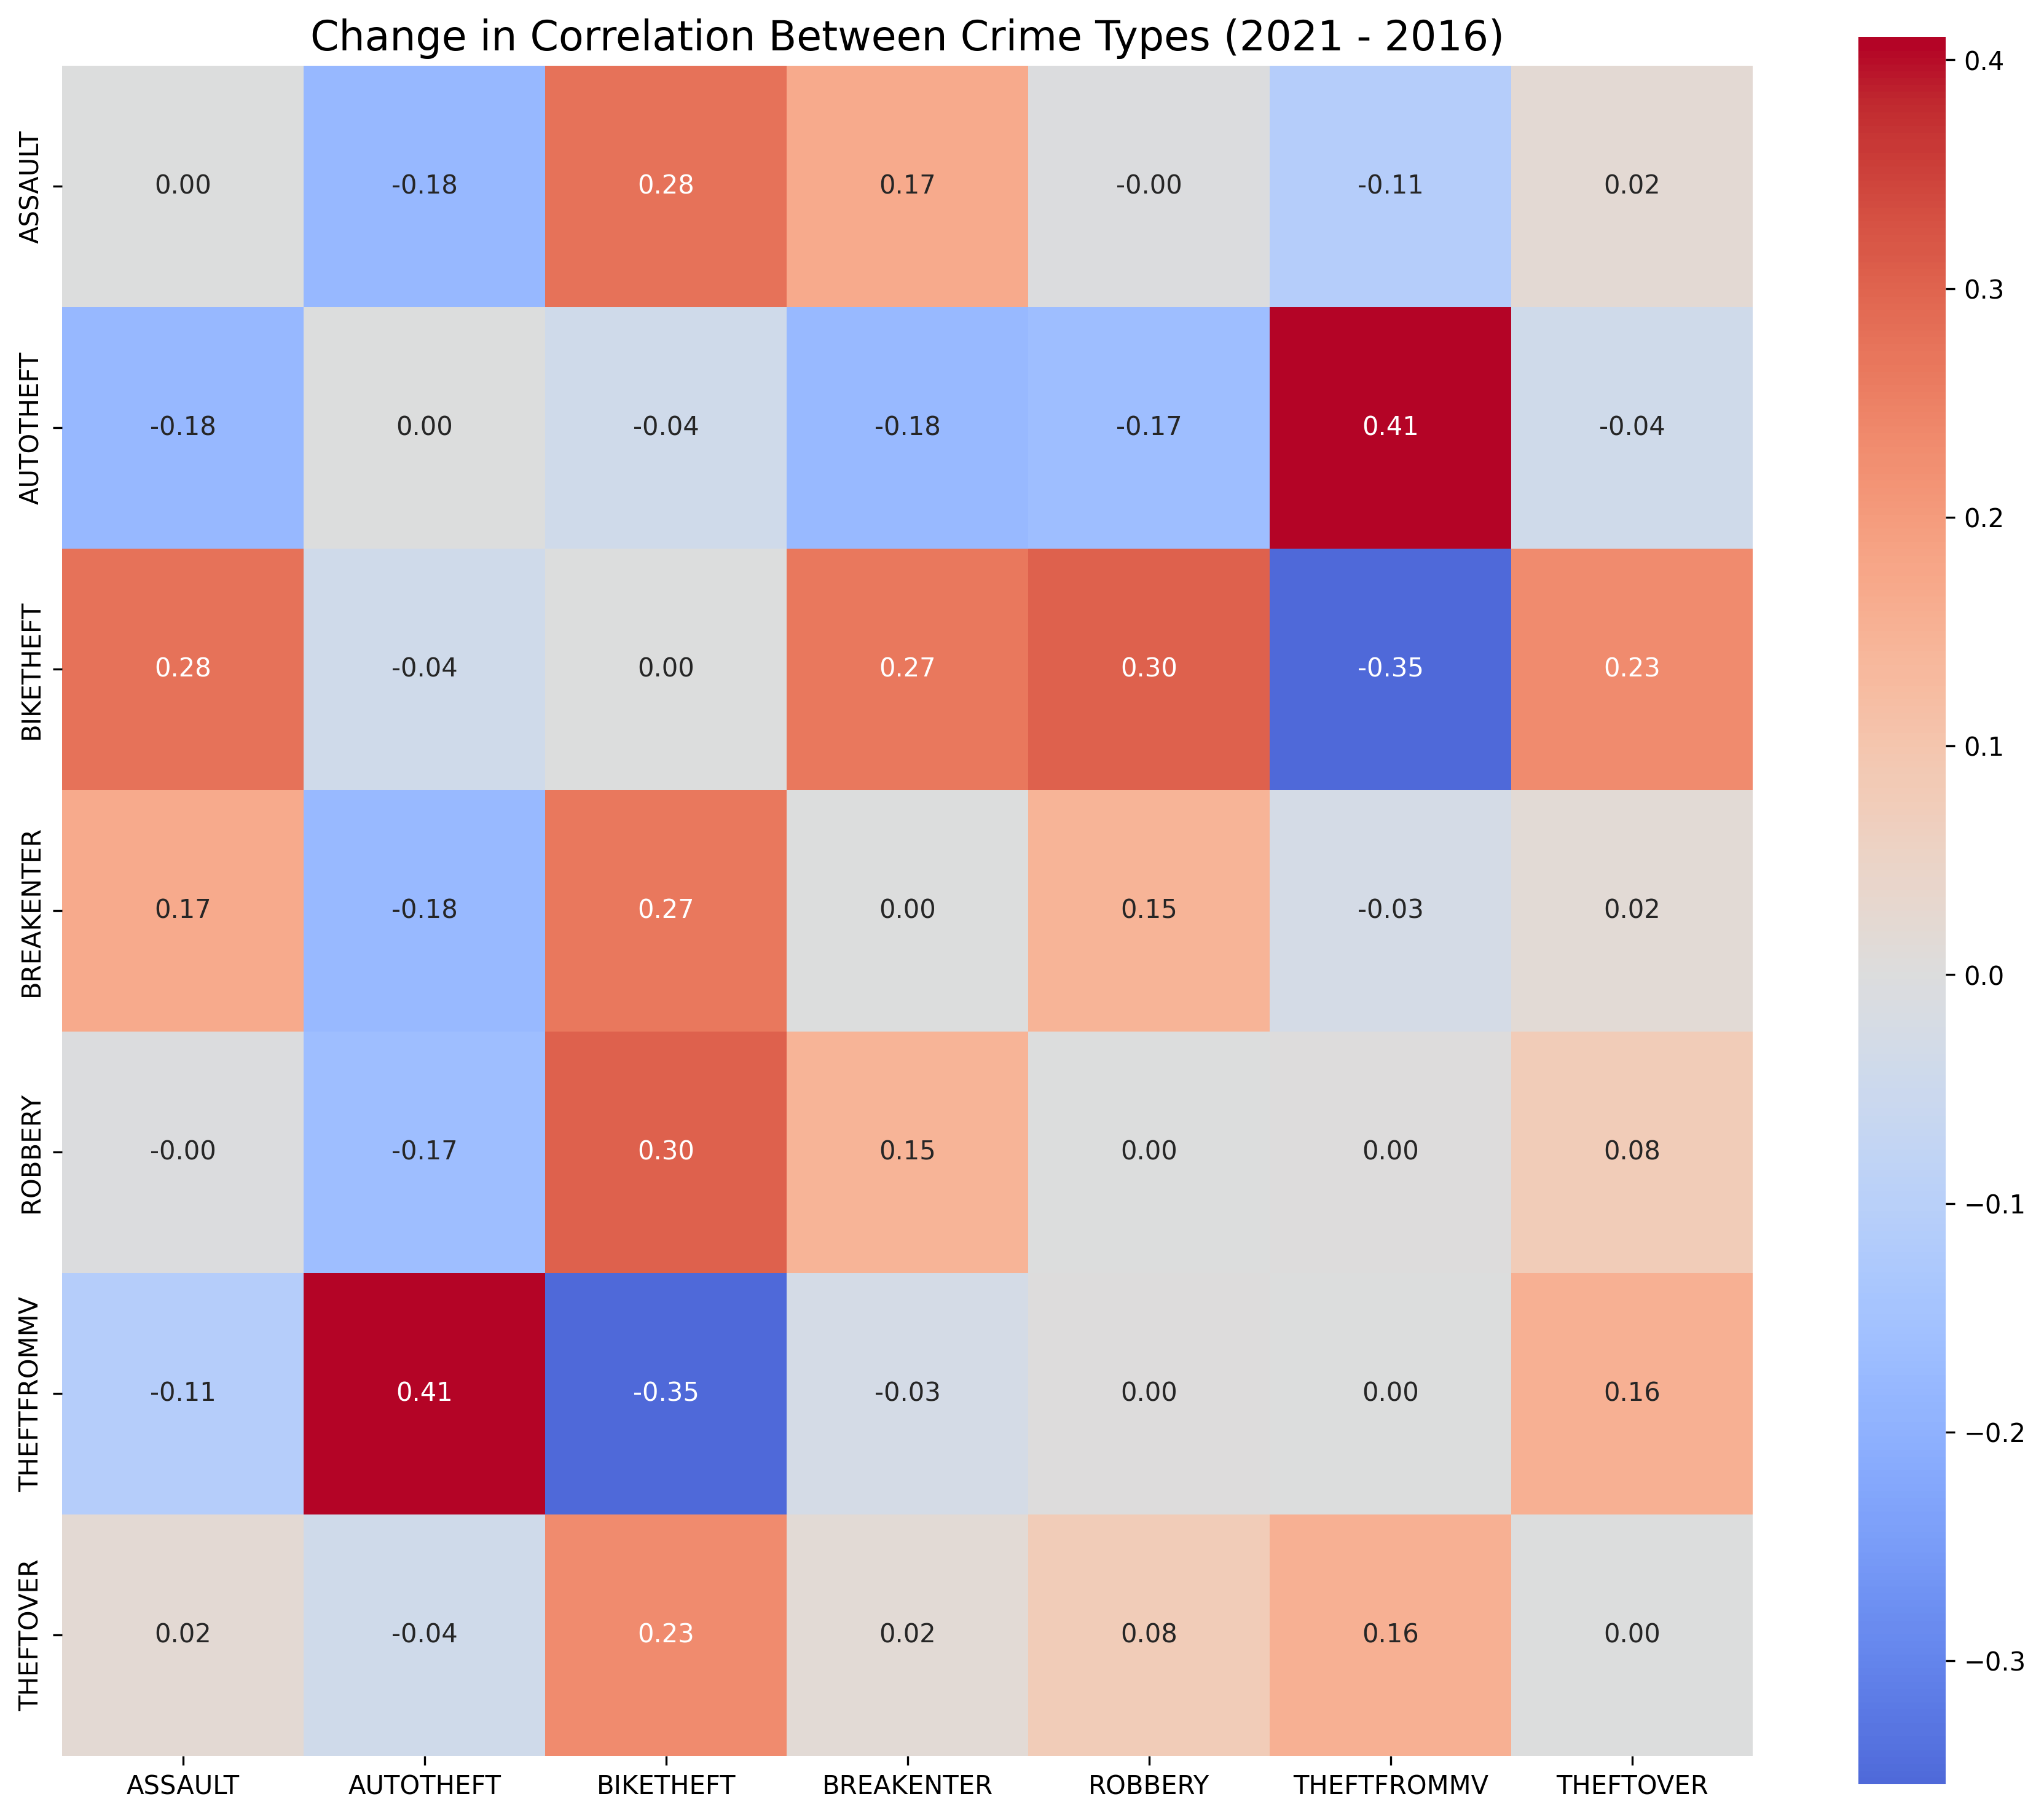 Change in Correlation Between Crime Types (2021 - 2016)
ASSAULT 0.00 -0.18 0.28 0.17 -0.00 -0.11 0.02
AUTOTHEFT -0.18 0.00 -0.04 -0.18 -0.17 0.41 -0.04
BIKETHEFT 0.28 -0.04 0.00 0.27 0.30 -0.35 0.23
BREAKENTER 0.17 -0.18 0.27 0.00 0.15 -0.03 0.02
ROBBERY -0.00 -0.17 0.30 0.15 0.00 0.00 0.08
THEFTFROMMV -0.11 0.41 -0.35 -0.03 0.00 0.00 0.16
THEFTOVER 0.02 -0.04 0.23 0.02 0.08 0.16 0.00
ASSAULT AUTOTHEFT BIKETHEFT BREAKENTER ROBBERY THEFTFROMMV THEFTOVER
0.4
0.3
0.2
0.1
0.0
−0.1
−0.2
−0.3